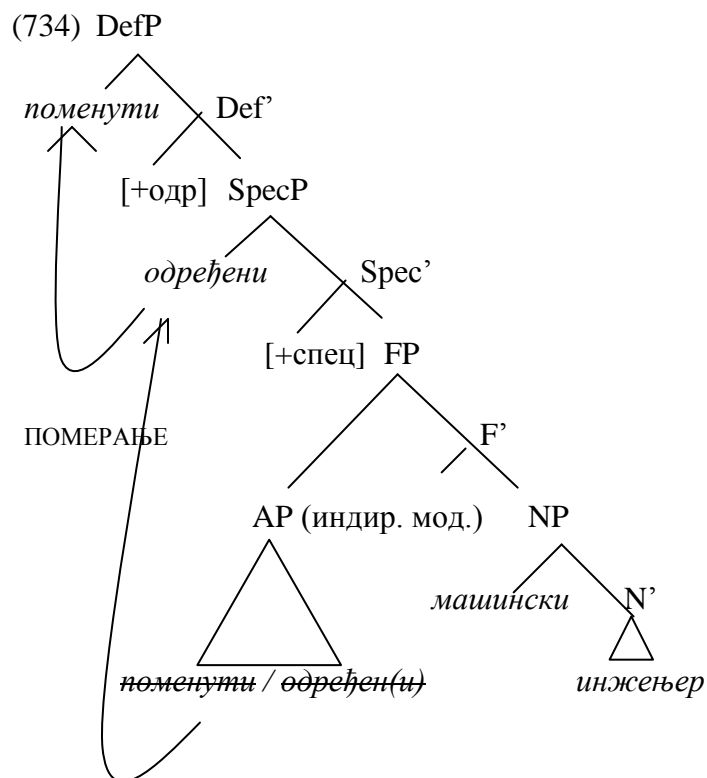 (734) DefP
поменути Def’
[+одр] SpecP
одређени Spec’
[+спец] FP
ПОМЕРАЊЕ F’
AP (индир. мод.) NP
машински N’
поменути / одређен(и) инжењер